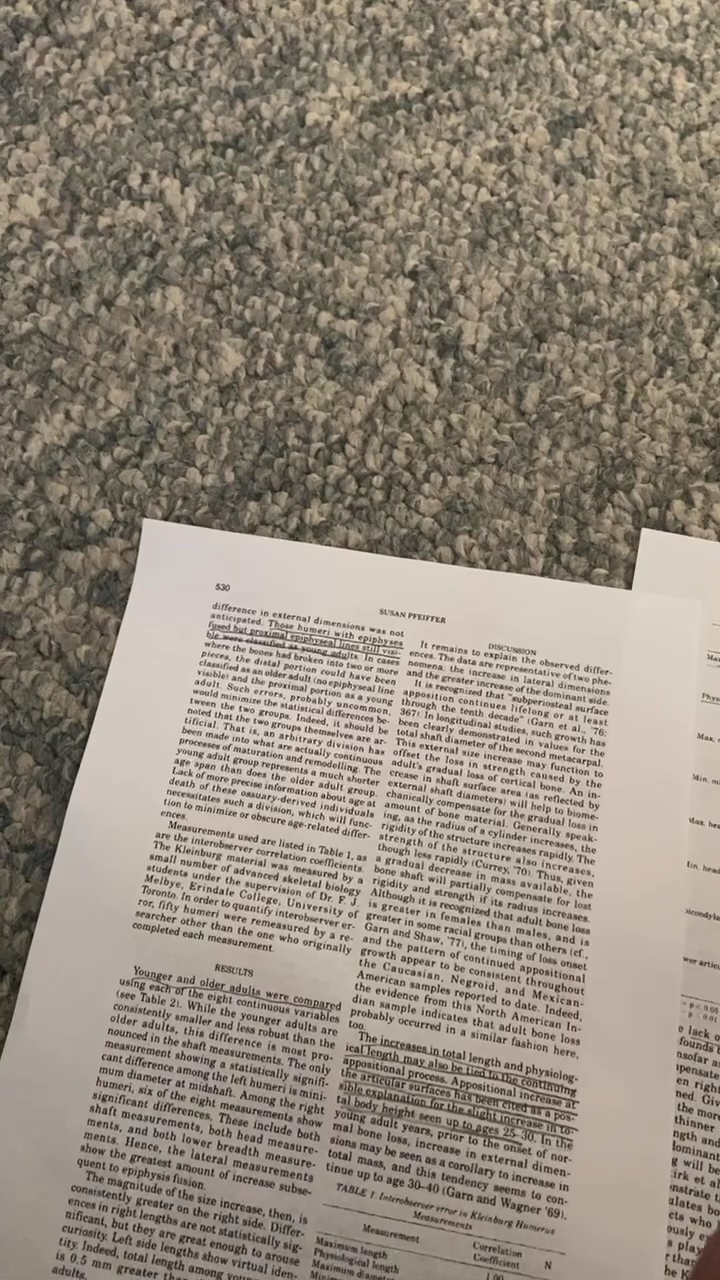 530
SUSAN PFEIFFER
difference in external dimensions was not
anticipated. Those humeri with epiphyses
fused but proximal epiphyseal lines still visi-
ble were classified as young adults. In cases
where the bones had broken into two or more
pieces, the distal portion could have been
classified as an older adult (no epiphyseal line
visible) and the proximal portion as a young
adult. Such errors, probably uncommon,
would minimize the statistical differences be-
tween the two groups. Indeed, it should be
noted that the two groups themselves are ar-
tificial. That is, an arbitrary division has
been made into what are actually continuous
processes of maturation and remodelling. The
young adult group represents a much shorter
age span than does the older adult group.
Lack of more precise information about age at
death of these ossuary-derived individuals
necessitates such a division, which will func-
tion to minimize or obscure age-related differ-
ences.
Measurements used are listed in Table 1, as
are the interobserver correlation coefficients.
The Kleinburg material was measured by a
small number of advanced skeletal biology
students under the supervision of Dr. F. J.
Melbye, Erindale College, University of
Toronto. In order to quantify interobserver er-
ror, fifty humeri were remeasured by a re-
searcher other than the one who originally
completed each measurement.
RESULTS
Younger and older adults were compared
using each of the eight continuous variables
(see Table 2). While the younger adults are
consistently smaller and less robust than the
older adults, this difference is most pro-
nounced in the shaft measurements. The only
measurement showing a statistically signifi-
cant difference among the left humeri is mini-
mum diameter at midshaft. Among the right
humeri, six of the eight measurements show
significant differences. These include both
shaft measurements, both head measure-
ments, and both lower breadth measure-
ments. Hence, the lateral measurements
show the greatest amount of increase subse-
quent to epiphysis fusion.
The magnitude of the size increase, then, is
consistently greater on the right side. Differ-
ences in right lengths are not statistically sig-
nificant, but they are great enough to arouse
curiosity. Left side lengths show virtual iden-
tity. Indeed, total length among
is 0.5 mm greater than
adults.
DISCUSSION
It remains to explain the observed differ-
ences. The data are representative of two phe-
nomena: the increase in lateral dimensions
and the greater increase of the dominant side.
It is recognized that "subperiosteal surface
apposition continues lifelong or at least
through the tenth decade" (Garn et al., '76:
367). In longitudinal studies, such growth has
been clearly demonstrated in values for the
total shaft diameter of the second metacarpal.
This external size increase may function to
offset the loss in strength caused by the
adult's gradual loss of cortical bone. An in-
crease in shaft surface area (as reflected by
external shaft diameters) will help to biome-
chanically compensate for the gradual loss in
amount of bone material. Generally speak-
ing, as the radius of a cylinder increases, the
rigidity of the structure increases rapidly. The
strength of the structure also increases,
though less rapidly (Currey, '70). Thus, given
a gradual decrease in mass available, the
bone shaft will partially compensate for lost
rigidity and strength if its radius increases.
Although it is recognized that adult bone loss
is greater in females than males, and is
greater in some racial groups than others (cf.,
Garn and Shaw, '77), the timing of loss onset
and the pattern of continued appositional
growth appear to be consistent throughout
the Caucasian, Negroid, and Mexican-
American samples reported to date. Indeed,
the evidence from this North American In-
dian sample indicates that adult bone loss
probably occurred in a similar fashion here,
too.
The increases in total length and physiolog-
ical length may also be tied to the continuing
appositional process. Appositional increase at
the articular surfaces has been cited as a pos-
sible explanation for the slight increase in to-
tal body height seen up to ages 25-30. In the
young adult years, prior to the onset of nor-
mal bone loss, increase in external dimen-
sions may be seen as a corollary to increase in
total mass, and this tendency seems to con-
tinue up to age 30-40 (Garn and Wagner '69).
TABLE 1. Interobserver error in Kleinburg Humerus
Measurements
Measurement
Correlation
Coefficient
N
Maximum length
Physiological length
Maximum